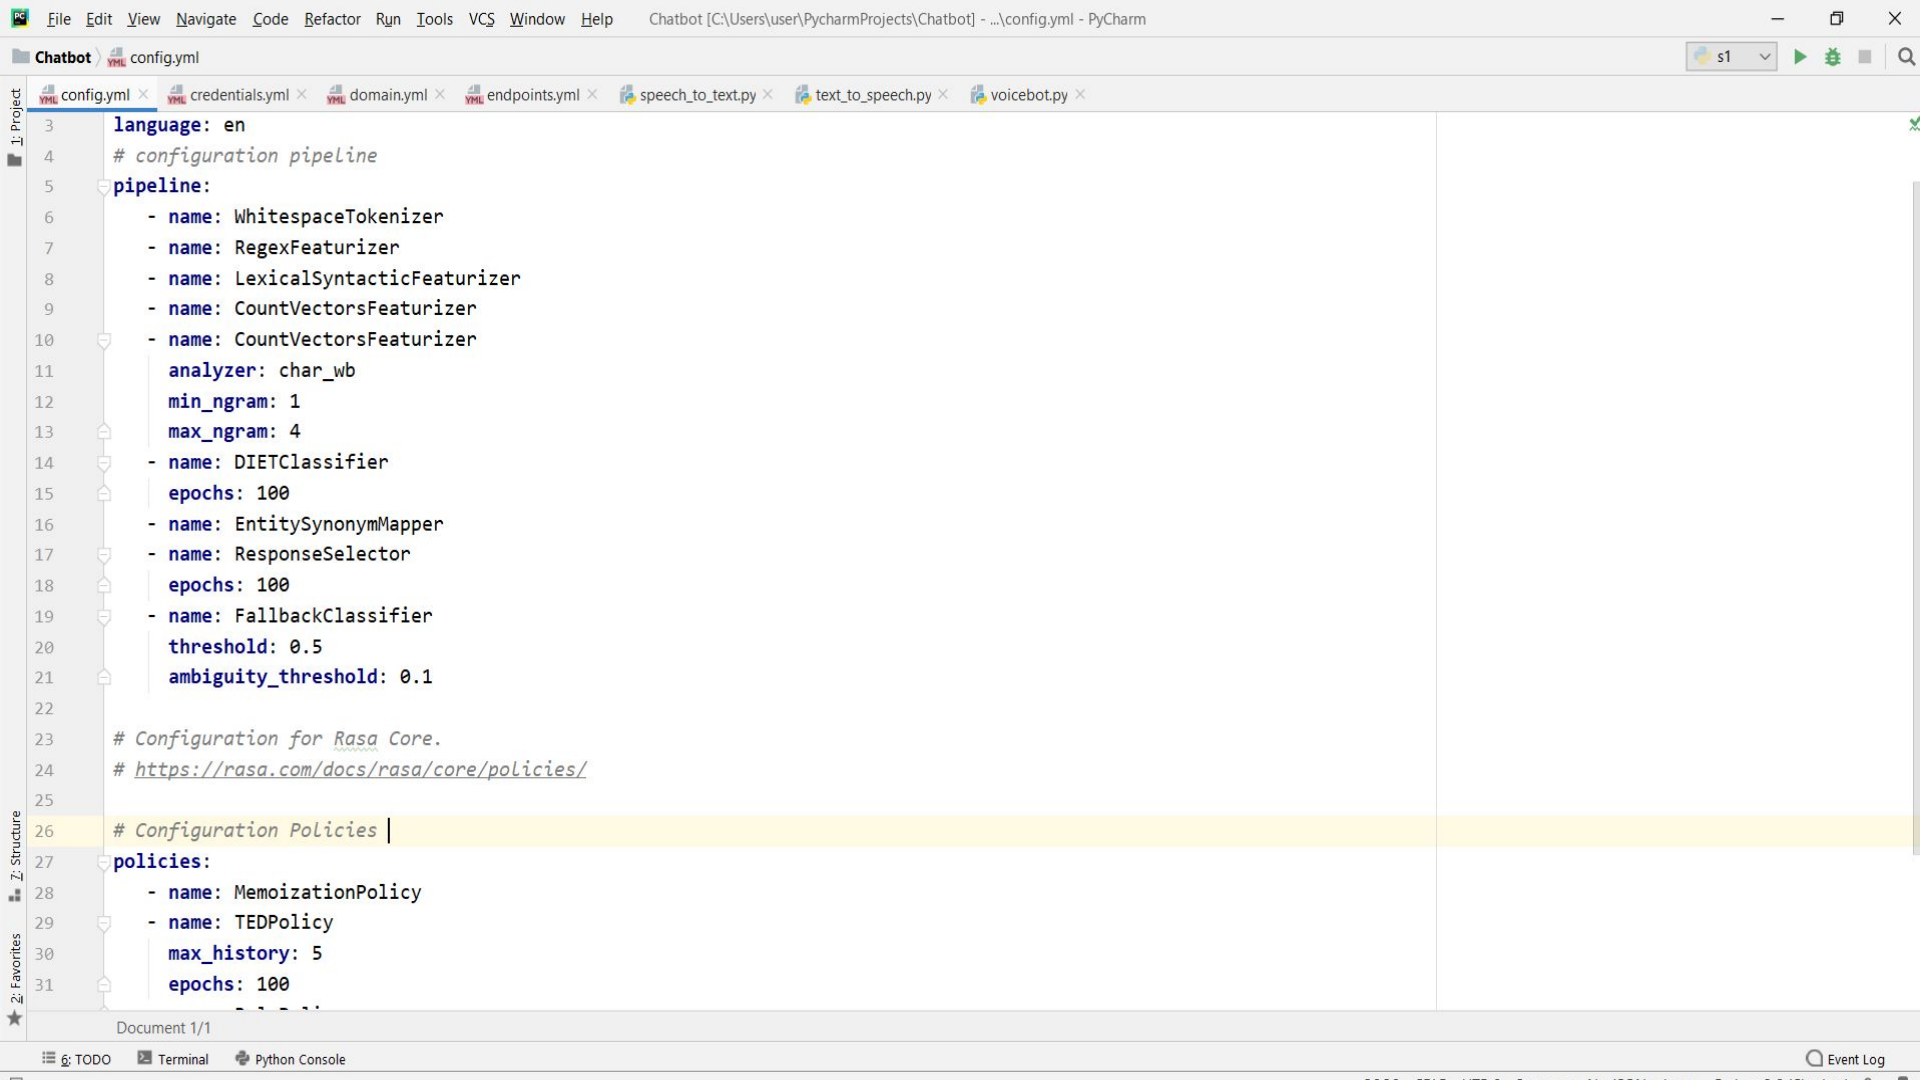 File Edit View Navigate Code Refactor Run Tools VCS Window Help Chatbot [C:\Users\user\PycharmProjects\Chatbot] - ...\config.yml - PyCharm
Chatbot config.yml s1
config.yml credentials.yml domain.yml endpoints.yml speech_to_text.py text_to_speech.py voicebot.py
1: Project
7: Structure
2: Favorites
3 language: en
4 # configuration pipeline
5 pipeline:
6 - name: WhitespaceTokenizer
7 - name: RegexFeaturizer
8 - name: LexicalSyntacticFeaturizer
9 - name: CountVectorsFeaturizer
10 - name: CountVectorsFeaturizer
11 analyzer: char_wb
12 min_ngram: 1
13 max_ngram: 4
14 - name: DIETClassifier
15 epochs: 100
16 - name: EntitySynonymMapper
17 - name: ResponseSelector
18 epochs: 100
19 - name: FallbackClassifier
20 threshold: 0.5
21 ambiguity_threshold: 0.1
22
23 # Configuration for Rasa Core.
24 # https://rasa.com/docs/rasa/core/policies/
25
26 # Configuration Policies
27 policies:
28 - name: MemoizationPolicy
29 - name: TEDPolicy
30 max_history: 5
31 epochs: 100
Document 1/1
6: TODO Terminal Python Console Event Log